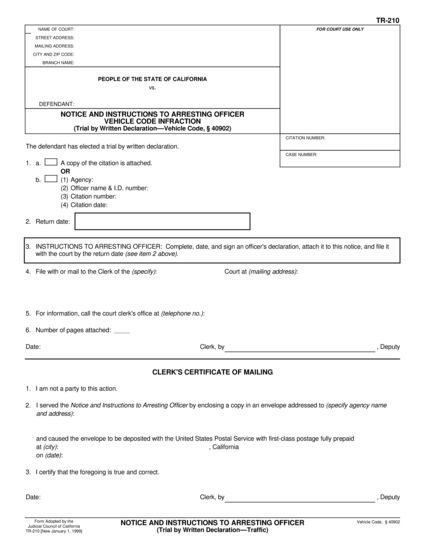 TR-210
NAME OF COURT:
STREET ADDRESS:
MAILING ADDRESS:
CITY AND ZIP CODE:
BRANCH NAME:
FOR COURT USE ONLY
PEOPLE OF THE STATE OF CALIFORNIA
vs.
DEFENDANT:
NOTICE AND INSTRUCTIONS TO ARRESTING OFFICER
VEHICLE CODE INFRACTION
(Trial by Written Declaration—Vehicle Code, § 40902)
CITATION NUMBER:
CASE NUMBER:
The defendant has elected a trial by written declaration.
1. a. A copy of the citation is attached.
OR
b. (1) Agency:
(2) Officer name & I.D. number:
(3) Citation number:
(4) Citation date:
2. Return date:
3. INSTRUCTIONS TO ARRESTING OFFICER: Complete, date, and sign an officer's declaration, attach it to this notice, and file it
with the court by the return date (see item 2 above).
4. File with or mail to the Clerk of the (specify): Court at (mailing address):
5. For information, call the court clerk's office at (telephone no.):
6. Number of pages attached: ____
Date: Clerk, by , Deputy
CLERK'S CERTIFICATE OF MAILING
1. I am not a party to this action.
2. I served the Notice and Instructions to Arresting Officer by enclosing a copy in an envelope addressed to (specify agency name
and address):
and caused the envelope to be deposited with the United States Postal Service with first-class postage fully prepaid
at (city): , California
on (date):
3. I certify that the foregoing is true and correct.
Date: Clerk, by , Deputy
Form Adopted by the
Judicial Council of California
TR-210 [New January 1, 1999]
NOTICE AND INSTRUCTIONS TO ARRESTING OFFICER
(Trial by Written Declaration—Traffic)
Vehicle Code, § 40902